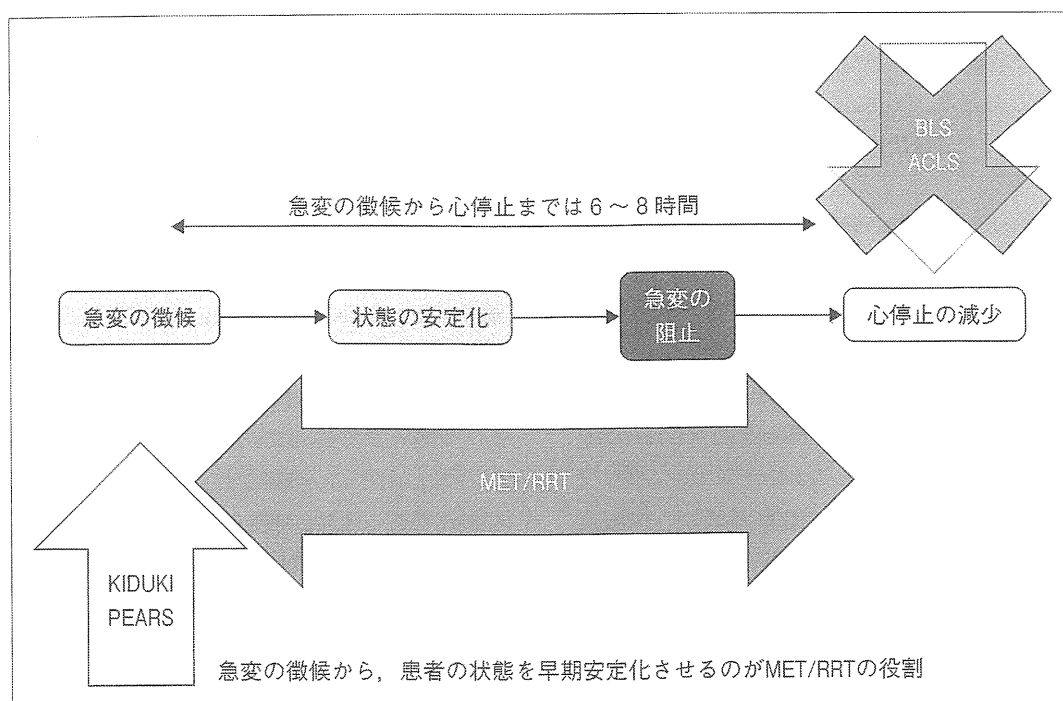 BLS
ACLS
急変の徴候から心停止までは6～8時間
急変の徴候
状態の安定化
急変の
阻止
心停止の減少
MET/RRT
KIDUKI
PEARS
急変の徴候から，患者の状態を早期安定化させるのがMET/RRTの役割